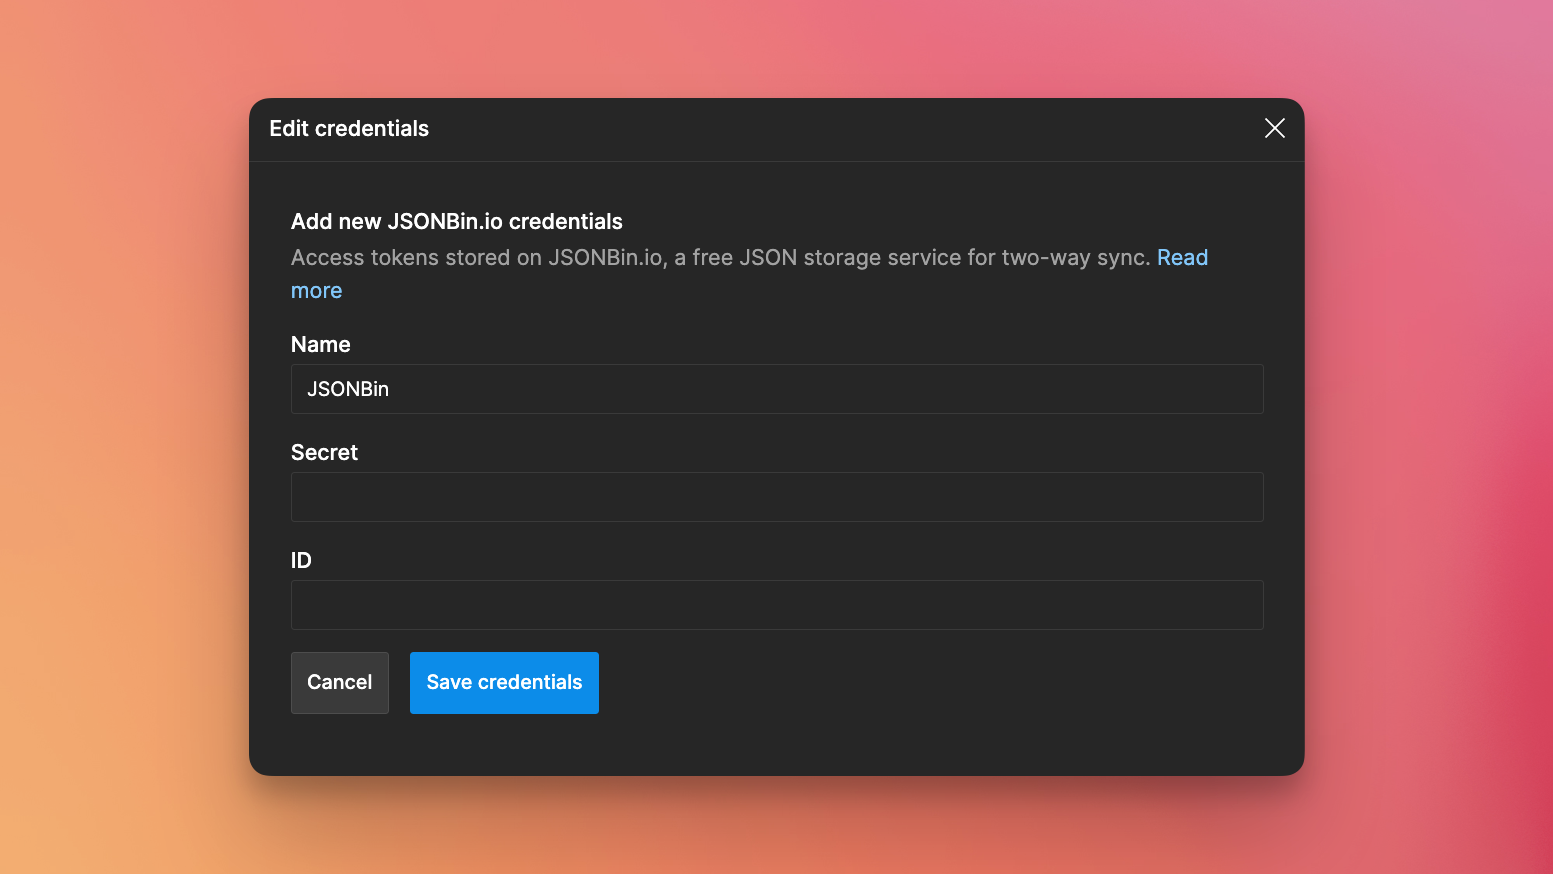 Edit credentials
Add new JSONBin.io credentials
Access tokens stored on JSONBin.io, a free JSON storage service for two-way sync. Read
more
Name
JSONBin
Secret
ID
Cancel
Save credentials